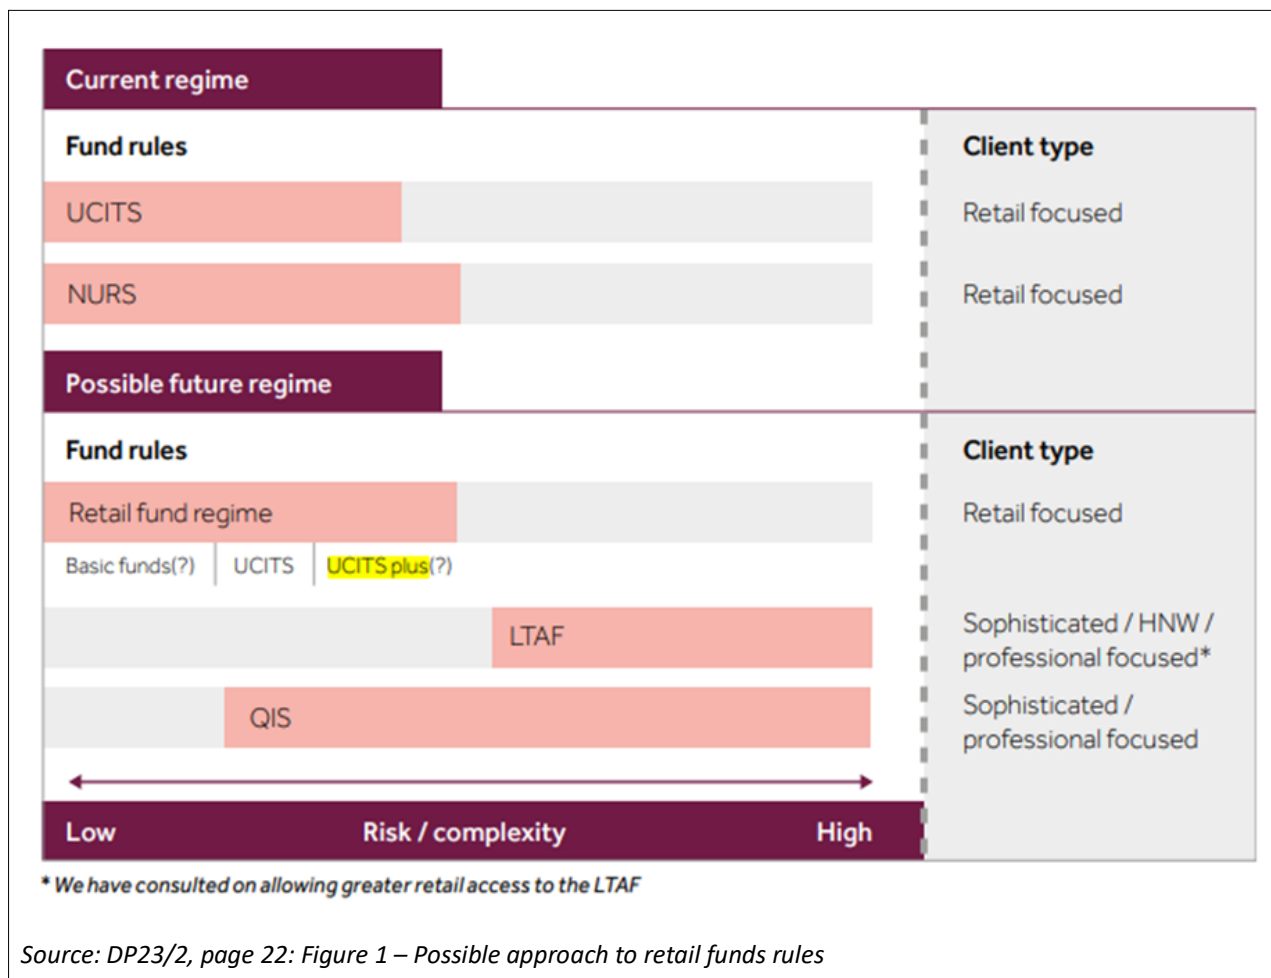 Current regime
Fund rules
Client type
UCITS
Retail focused
NURS
Retail focused
Possible future regime
Fund rules
Client type
Retail fund regime
Retail focused
Basic funds(?)
UCITS
UCITS plus(?)
LTAF
Sophisticated / HNW /
professional focused*
QIS
Sophisticated /
professional focused
Low
Risk / complexity
High
* We have consulted on allowing greater retail access to the LTAF
Source: DP23/2, page 22: Figure 1 – Possible approach to retail funds rules